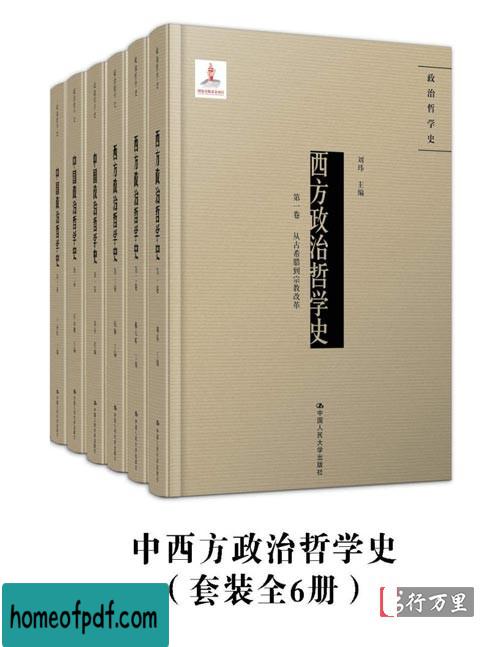 政治哲学史
刘玮 主编
西方政治哲学史
第一卷 从古希腊到宗教改革
中国人民大学出版社
西方政治哲学史
西方政治哲学史
西方政治哲学史
中国政治哲学史
中国政治哲学史
中国政治哲学史
中西方政治哲学史
（套装全6册）
homeofpdf.com
书行万里